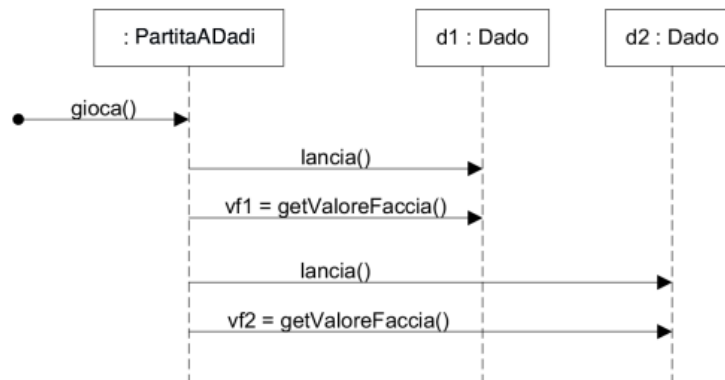 : PartitaADadi
d1 : Dado
d2 : Dado
gioca()
lancia()
vf1 = getValoreFaccia()
lancia()
vf2 = getValoreFaccia()